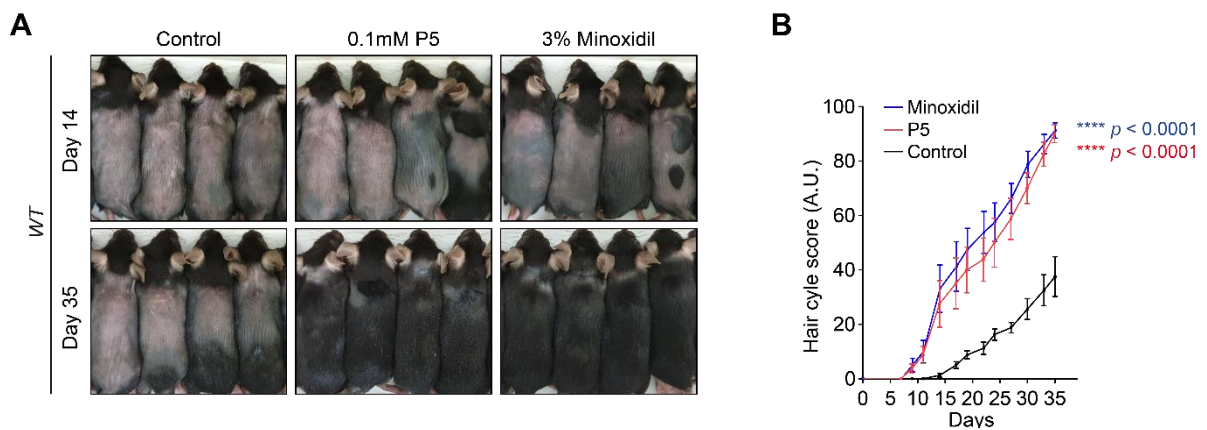 A
Control
0.1mM P5
3% Minoxidil
WT
Day 14
Day 35
B
Hair cyle score (A.U.)
100
80
60
40
20
0
Minoxidil
P5
Control
**** p < 0.0001
**** p < 0.0001
0 5 10 15 20 25 30 35
Days